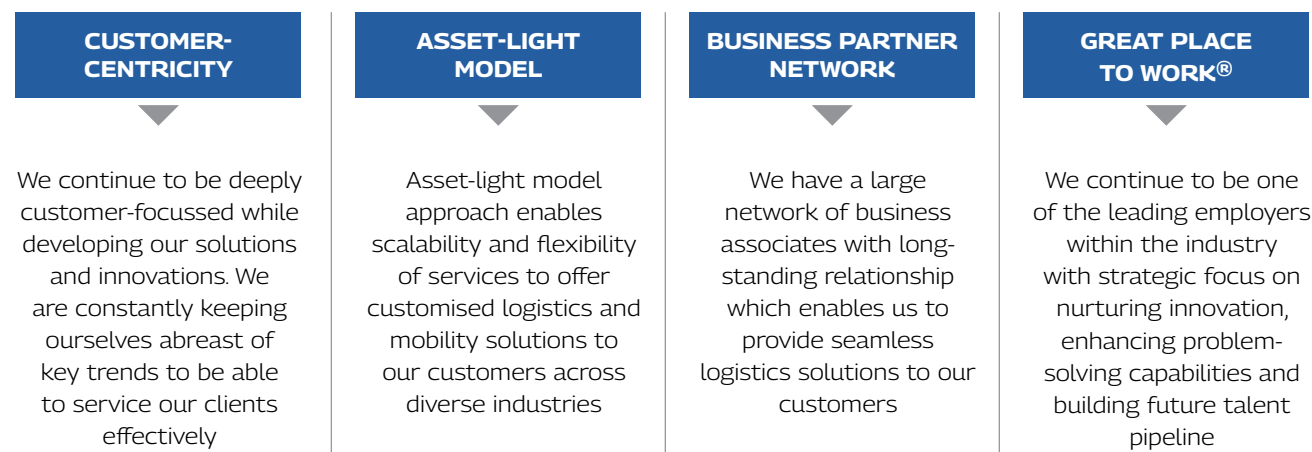 CUSTOMER-
CENTRICITY
We continue to be deeply
customer-focussed while
developing our solutions
and innovations. We
are constantly keeping
ourselves abreast of
key trends to be able
to service our clients
effectively
ASSET-LIGHT
MODEL
Asset-light model
approach enables
scalability and flexibility
of services to offer
customised logistics and
mobility solutions to
our customers across
diverse industries
BUSINESS PARTNER
NETWORK
We have a large
network of business
associates with long-
standing relationship
which enables us to
provide seamless
logistics solutions to our
customers
GREAT PLACE
TO WORK®
We continue to be one
of the leading employers
within the industry
with strategic focus on
nurturing innovation,
enhancing problem-
solving capabilities and
building future talent
pipeline